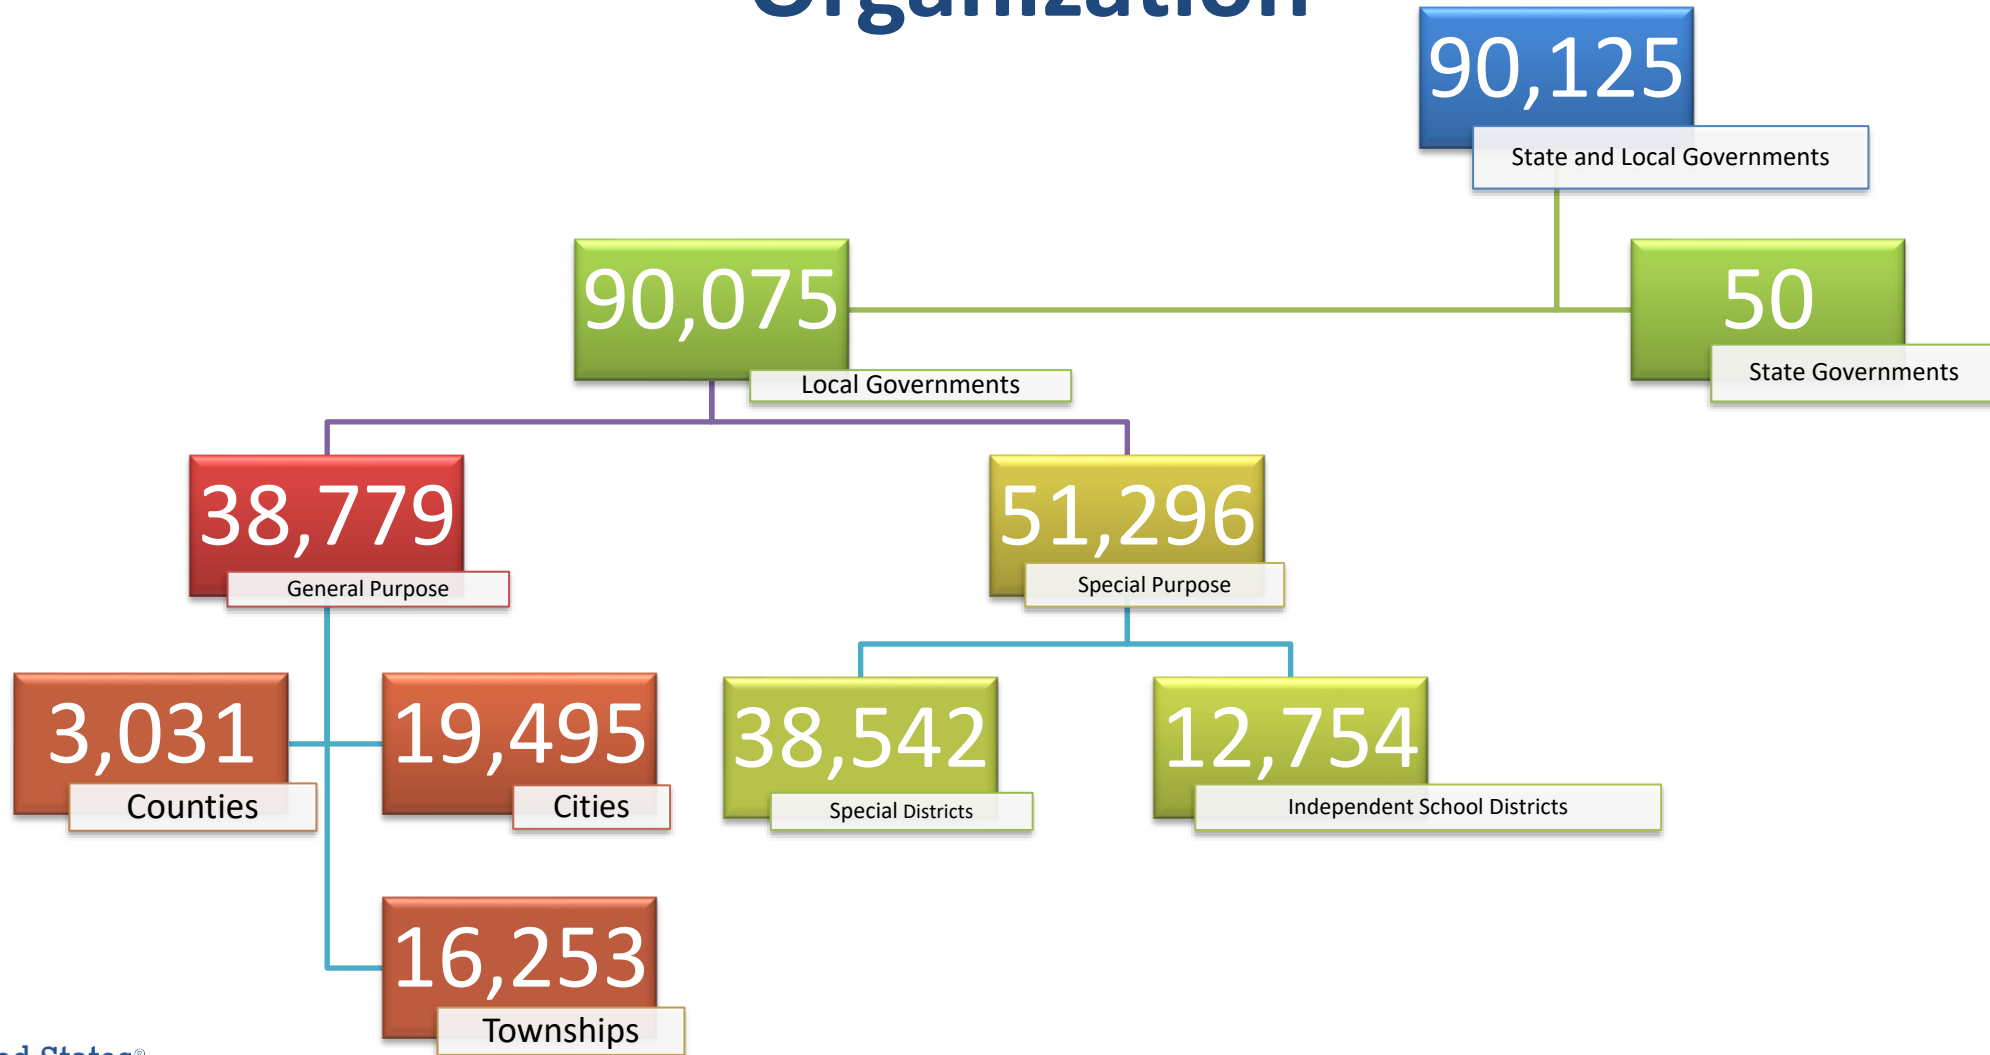 Organization
90,125
State and Local Governments
90,075
Local Governments
50
State Governments
38,779
General Purpose
51,296
Special Purpose
3,031
Counties
19,495
Cities
38,542
Special Districts
12,754
Independent School Districts
16,253
Townships
States®